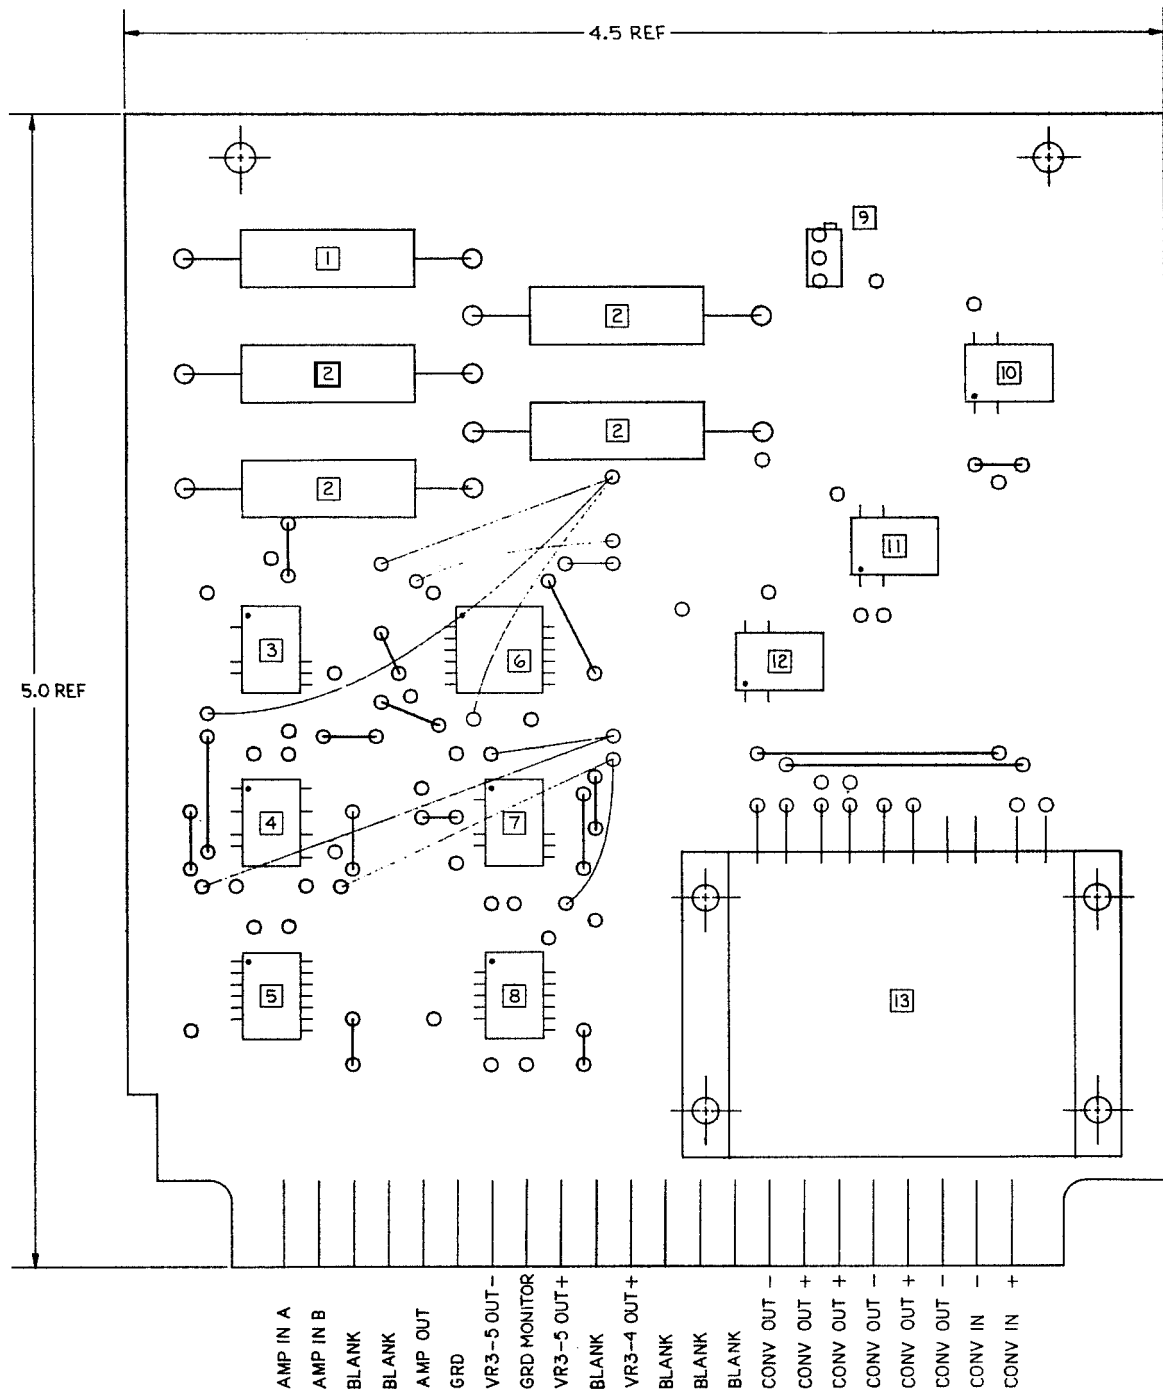 4.5 REF
9
1
2
2
10
2
2
11
3
6
12
5.0 REF
4
7
5
8
13
AMP IN A
AMP IN B
BLANK
BLANK
AMP OUT
GRD
VR3-5 OUT-
GRD MONITOR
VR3-5 OUT+
BLANK
VR3-4 OUT+
BLANK
BLANK
BLANK
CONV OUT -
CONV OUT +
CONV OUT +
CONV OUT -
CONV OUT +
CONV OUT -
CONV IN -
CONV IN +